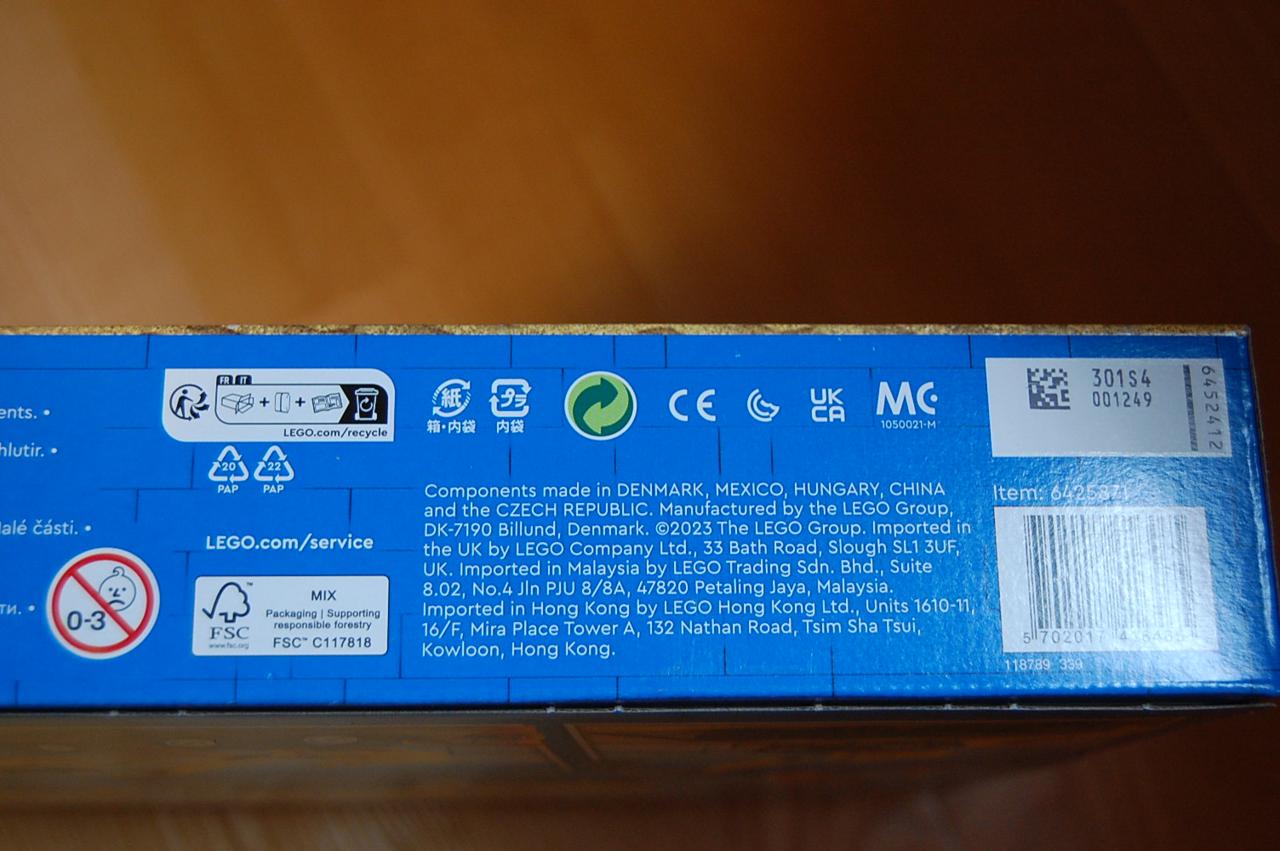 ents. •
hlutir. •
Malé části. •
ти. •
0-3
FR IT
LEGO.com/recycle
20
PAP
22
PAP
LEGO.com/service
FSC™
www.fsc.org
MIX
Packaging | Supporting
responsible forestry
FSC™ C117818
紙
箱・内袋
プラ
内袋
CE
UK
CA
MC
1050021-M
Components made in DENMARK, MEXICO, HUNGARY, CHINA
and the CZECH REPUBLIC. Manufactured by the LEGO Group,
DK-7190 Billund, Denmark. ©2023 The LEGO Group. Imported in
the UK by LEGO Company Ltd., 33 Bath Road, Slough SL1 3UF,
UK. Imported in Malaysia by LEGO Trading Sdn. Bhd., Suite
8.02, No.4 Jln PJU 8/8A, 47820 Petaling Jaya, Malaysia.
Imported in Hong Kong by LEGO Hong Kong Ltd., Units 1610-11,
16/F, Mira Place Tower A, 132 Nathan Road, Tsim Sha Tsui,
Kowloon, Hong Kong.
301S4
001249
6452412
Item:
5 702017
118789 339